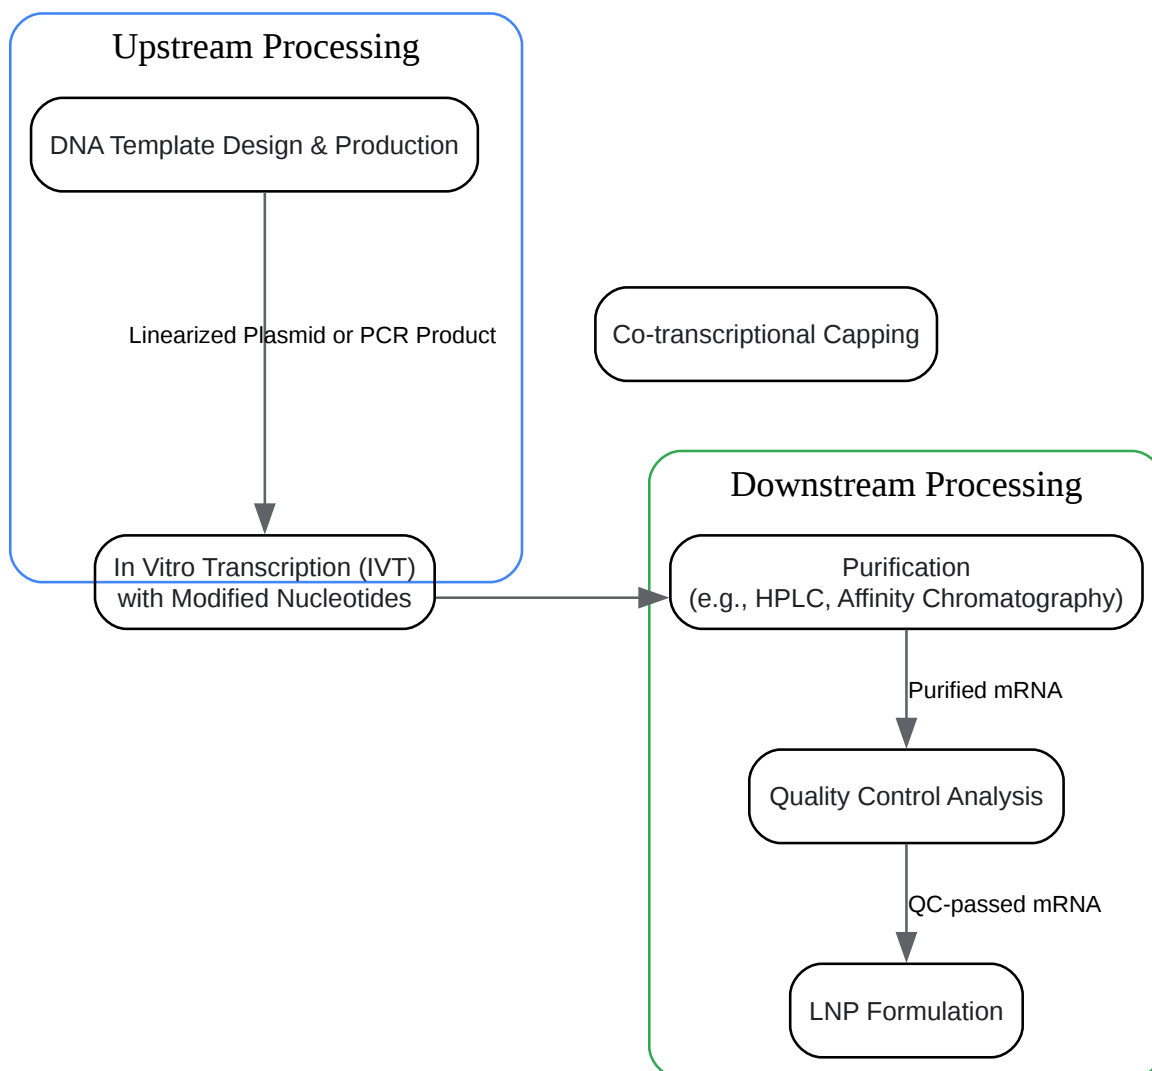 Upstream Processing
DNA Template Design & Production
Linearized Plasmid or PCR Product
Co-transcriptional Capping
In Vitro Transcription (IVT)
with Modified Nucleotides
Downstream Processing
Purification
(e.g., HPLC, Affinity Chromatography)
Purified mRNA
Quality Control Analysis
QC-passed mRNA
LNP Formulation